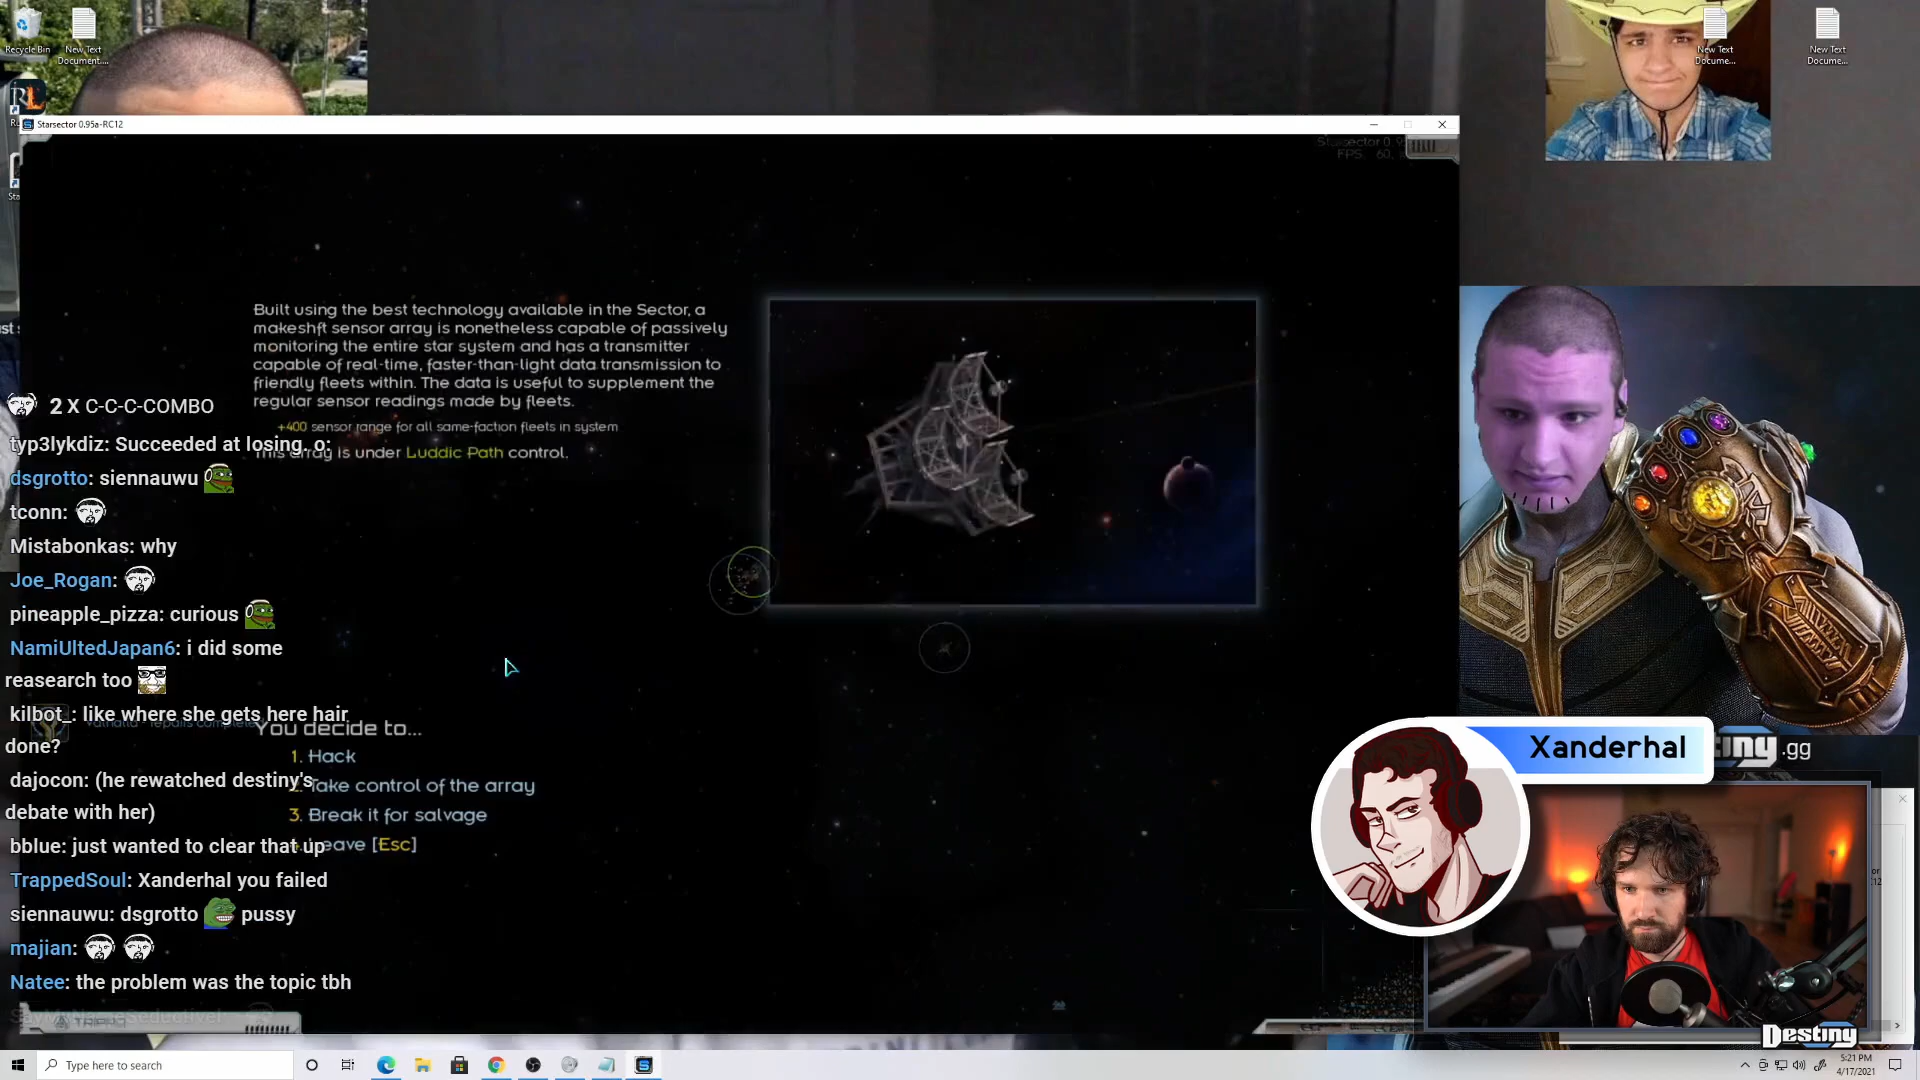 Recycle Bin
New Text
Document....
New Text
Docume...
New Text
Docume...
Starsector 0.95a-RC12
Built using the best technology available in the Sector, a
makeshft sensor array is nonetheless capable of passively
monitoring the entire star system and has a transmitter
capable of real-time, faster-than-light data transmission to
friendly fleets within. The data is useful to supplement the
regular sensor readings made by fleets.
+400 sensor range for all same-faction fleets in system
This array is under Luddic Path control.
2 X C-C-C-COMBO
typ3lykdiz: Succeeded at losing. o:
dsgrotto: siennauwu
tconn:
Mistabonkas: why
Joe_Rogan:
pineapple_pizza: curious
NamiUltedJapan6: i did some
reasearch too
kilbot_: like where she gets here hair
done?
dajocon: (he rewatched destiny's
debate with her)
bblue: just wanted to clear that up
TrappedSoul: Xanderhal you failed
siennauwu: dsgrotto pussy
majian:
Natee: the problem was the topic tbh
You decide to...
1. Hack
Take control of the array
3. Break it for salvage
Leave [Esc]
Xanderhal
.gg
Destiny
Type here to search
5:21 PM
4/17/2021